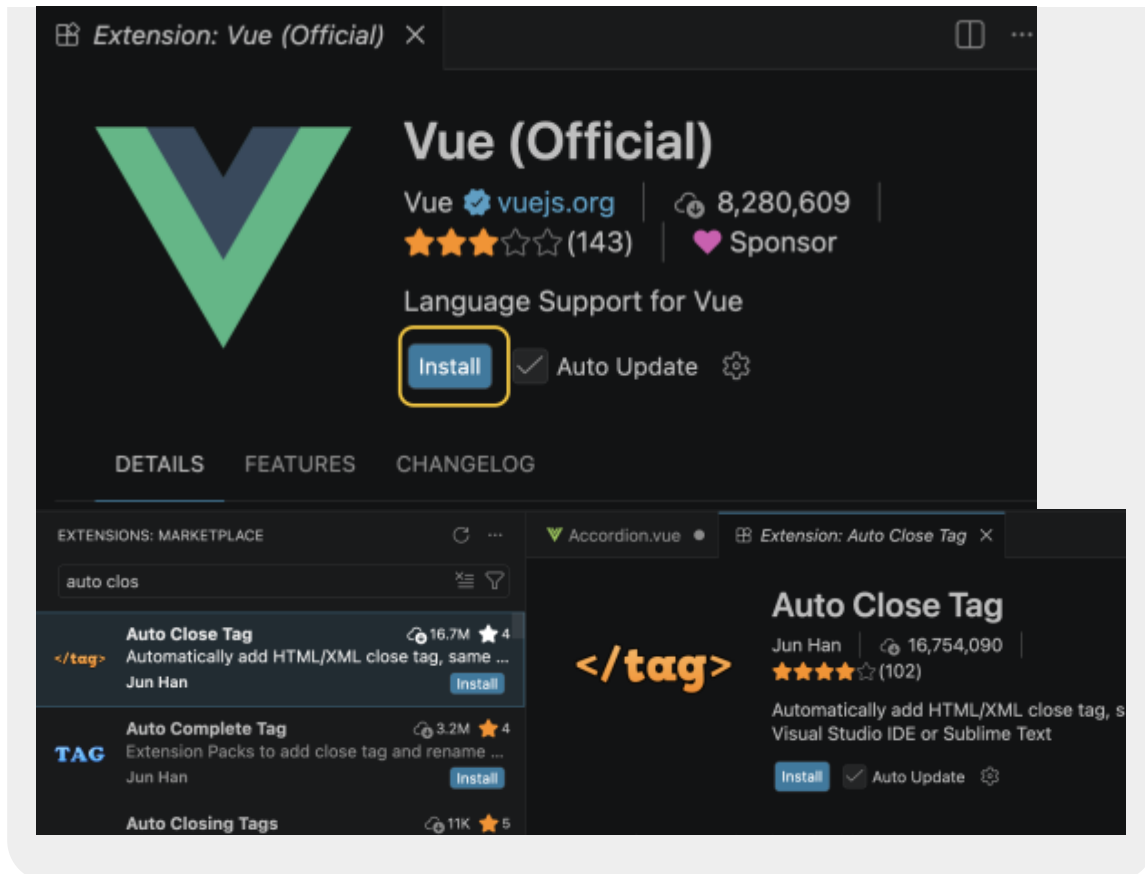 Extension: Vue (Official)
Vue (Official)
Vue vuejs.org 8,280,609
(143) Sponsor
Language Support for Vue
Install Auto Update
DETAILS FEATURES CHANGELOG
EXTENSIONS: MARKETPLACE
auto clos
</tag>
Auto Close Tag 16.7M 4
Automatically add HTML/XML close tag, same ...
Jun Han Install
TAG
Auto Complete Tag 3.2M 4
Extension Packs to add close tag and rename ...
Jun Han Install
Auto Closing Tags 11K 5
Accordion.vue Extension: Auto Close Tag
</tag>
Auto Close Tag
Jun Han 16,754,090
(102)
Automatically add HTML/XML close tag, s
Visual Studio IDE or Sublime Text
Install Auto Update